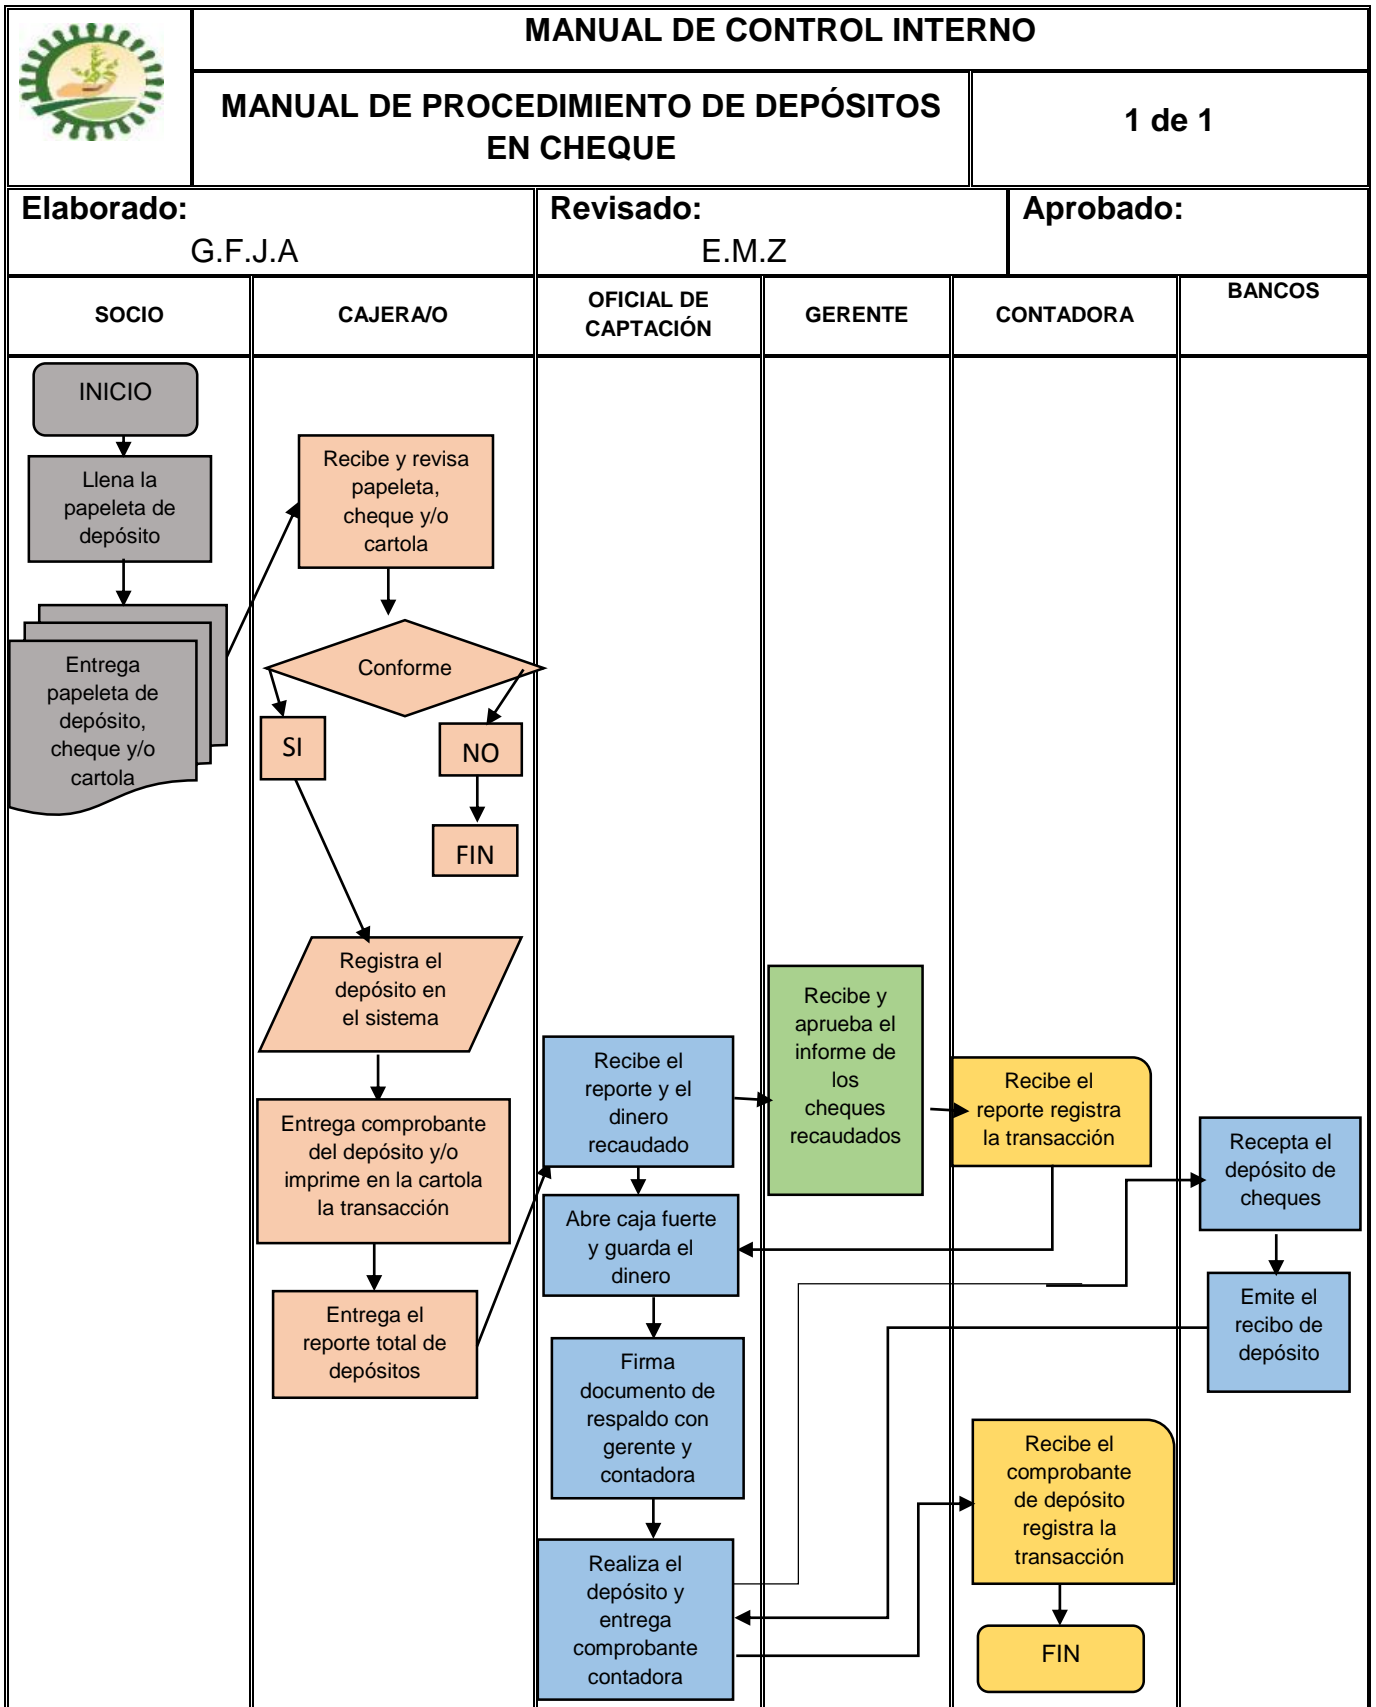 MANUAL DE CONTROL INTERNO
MANUAL DE PROCEDIMIENTO DE DEPÓSITOS
EN CHEQUE
1 de 1
Elaborado:
G.F.J.A
Revisado:
E.M.Z
Aprobado:
SOCIO
CAJERA/O
OFICIAL DE
CAPTACIÓN
GERENTE
CONTADORA
BANCOS
INICIO
Llena la
papeleta de
depósito
Entrega
papeleta de
depósito,
cheque y/o
cartola
Recibe y revisa
papeleta,
cheque y/o
cartola
Conforme
SI
NO
FIN
Registra el
depósito en
el sistema
Entrega comprobante
del depósito y/o
imprime en la cartola
la transacción
Entrega el
reporte total de
depósitos
Recibe el
reporte y el
dinero
recaudado
Abre caja fuerte
y guarda el
dinero
Firma
documento de
respaldo con
gerente y
contadora
Realiza el
depósito y
entrega
comprobante
contadora
Recibe y
aprueba el
informe de
los
cheques
recaudados
Recibe el
reporte registra
la transacción
Recibe el
comprobante
de depósito
registra la
transacción
FIN
Recepta el
depósito de
cheques
Emite el
recibo de
depósito